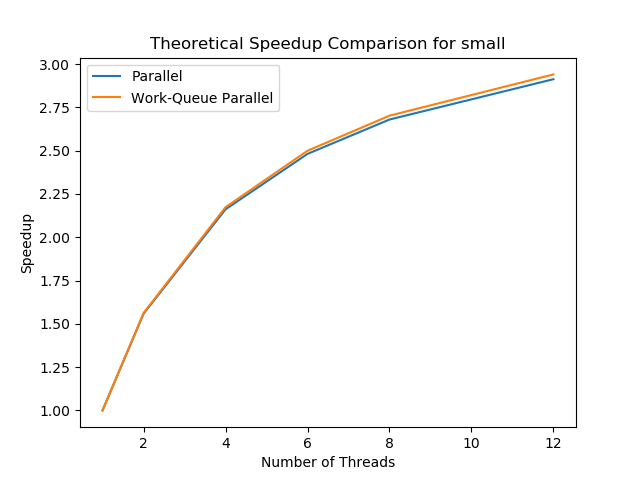 Theoretical Speedup Comparison for small
Parallel
Work-Queue Parallel
3.00
2.75
2.50
2.25
2.00
1.75
1.50
1.25
1.00
Speedup
2 4 6 8 10 12
Number of Threads